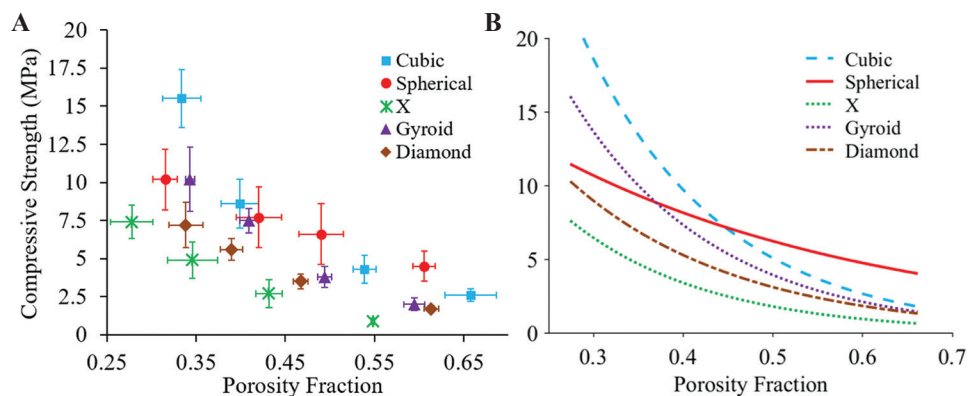 A
Compressive Strength (MPa)
20
17.5
15
12.5
10
7.5
5
2.5
0
0.25
0.35
0.45
0.55
0.65
Porosity Fraction
Cubic
Spherical
X
Gyroid
Diamond
B
20
15
10
5
0
0.3
0.4
0.5
0.6
0.7
Porosity Fraction
Cubic
Spherical
X
Gyroid
Diamond